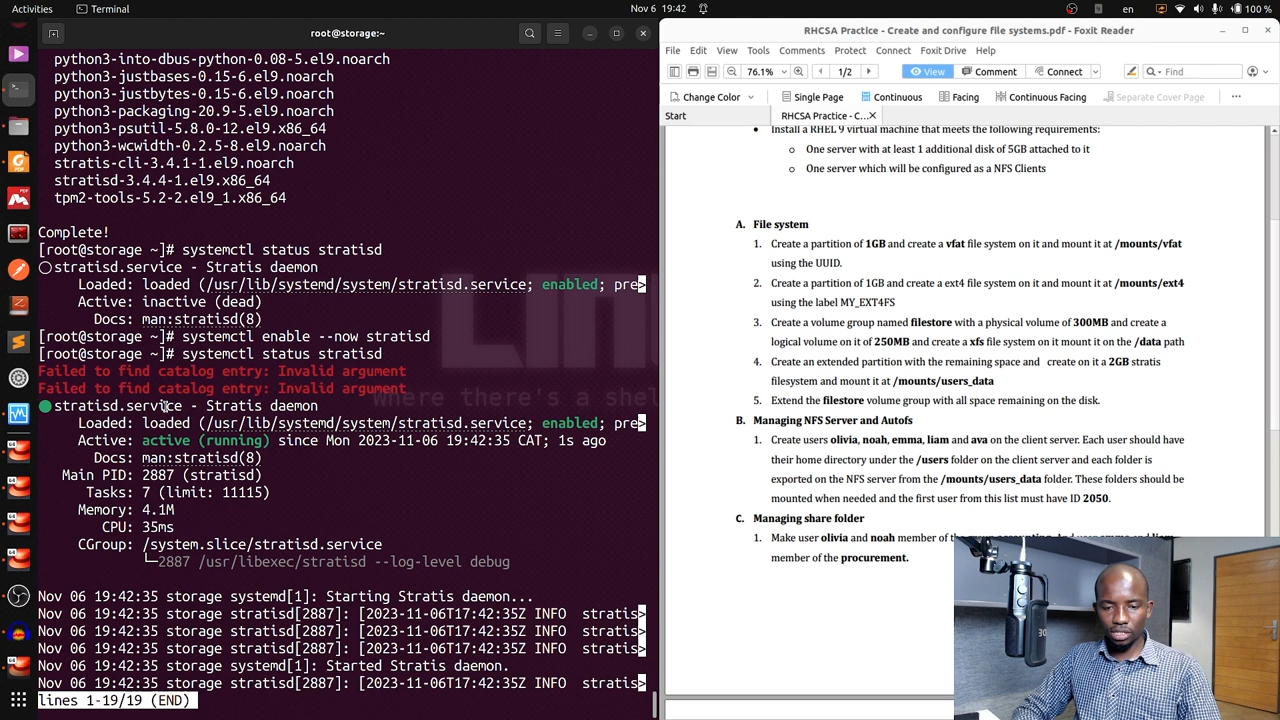 Activities
Terminal
Nov 6 19:42
Nov 6
root@storage:~
python3-into-dbus-python-0.08-5.el9.noarch
python3-justbases-0.15-6.el9.noarch
python3-justbytes-0.15-6.el9.noarch
python3-packaging-20.9-5.el9.noarch
python3-psutil-5.8.0-12.el9.x86_64
python3-wcwidth-0.2.5-8.el9.noarch
stratis-cli-3.4.1-1.el9.noarch
stratisd-3.4.4-1.el9.x86_64
tpm2-tools-5.2-2.el9_1.x86_64
Complete!
[root@storage ~]# systemctl status stratisd
stratisd.service - Stratis daemon
Loaded: loaded (/usr/lib/systemd/system/stratisd.service; enabled; pre>
Active: inactive (dead)
Docs: man:stratisd(8)
[root@storage ~]# systemctl enable --now stratisd
[root@storage ~]# systemctl status stratisd
Failed to find catalog entry: Invalid argument
Failed to find catalog entry: Invalid argument
where there's a shel
stratisd.service - Stratis daemon
Loaded: loaded (/usr/lib/systemd/system/stratisd.service; enabled; pre>
Active: active (running) since Mon 2023-11-06 19:42:35 CAT; 1s ago
Docs: man:stratisd(8)
Main PID: 2887 (stratisd)
Tasks: 7 (limit: 11115)
Memory: 4.1M
CPU: 35ms
CGroup: /system.slice/stratisd.service
└─2887 /usr/libexec/stratisd --log-level debug
Nov 06 19:42:35 storage systemd[1]: Starting Stratis daemon...
Nov 06 19:42:35 storage stratisd[2887]: [2023-11-06T17:42:35Z INFO stratis>
Nov 06 19:42:35 storage stratisd[2887]: [2023-11-06T17:42:35Z INFO stratis>
Nov 06 19:42:35 storage stratisd[2887]: [2023-11-06T17:42:35Z INFO stratis>
Nov 06 19:42:35 storage systemd[1]: Started Stratis daemon.
Nov 06 19:42:35 storage stratisd[2887]: [2023-11-06T17:42:35Z INFO stratis>
lines 1-19/19 (END)
RHCSA Practice - Create and configure file systems.pdf - Foxit Reader
File Edit View Tools Comments Protect Connect Foxit Drive Help
76.1% 1/2 View Comment Connect Find
Change Color Single Page Continuous Facing Continuous Facing Separate Cover Page
Start RHCSA Practice - C...
• Install a RHEL 9 virtual machine that meets the following requirements:
o One server with at least 1 additional disk of 5GB attached to it
o One server which will be configured as a NFS Clients
A. File system
1. Create a partition of 1GB and create a vfat file system on it and mount it at /mounts/vfat
using the UUID.
2. Create a partition of 1GB and create a ext4 file system on it and mount it at /mounts/ext4
using the label MY_EXT4FS
3. Create a volume group named filestore with a physical volume of 300MB and create a
logical volume on it of 250MB and create a xfs file system on it mount it on the /data path
4. Create an extended partition with the remaining space and create on it a 2GB stratis
filesystem and mount it at /mounts/users_data
5. Extend the filestore volume group with all space remaining on the disk.
B. Managing NFS Server and Autofs
1. Create users olivia, noah, emma, liam and ava on the client server. Each user should have
their home directory under the /users folder on the client server and each folder is
exported on the NFS server from the /mounts/users_data folder. These folders should be
mounted when needed and the first user from this list must have ID 2050.
C. Managing share folder
1. Make user olivia and noah member of
member of the procurement.